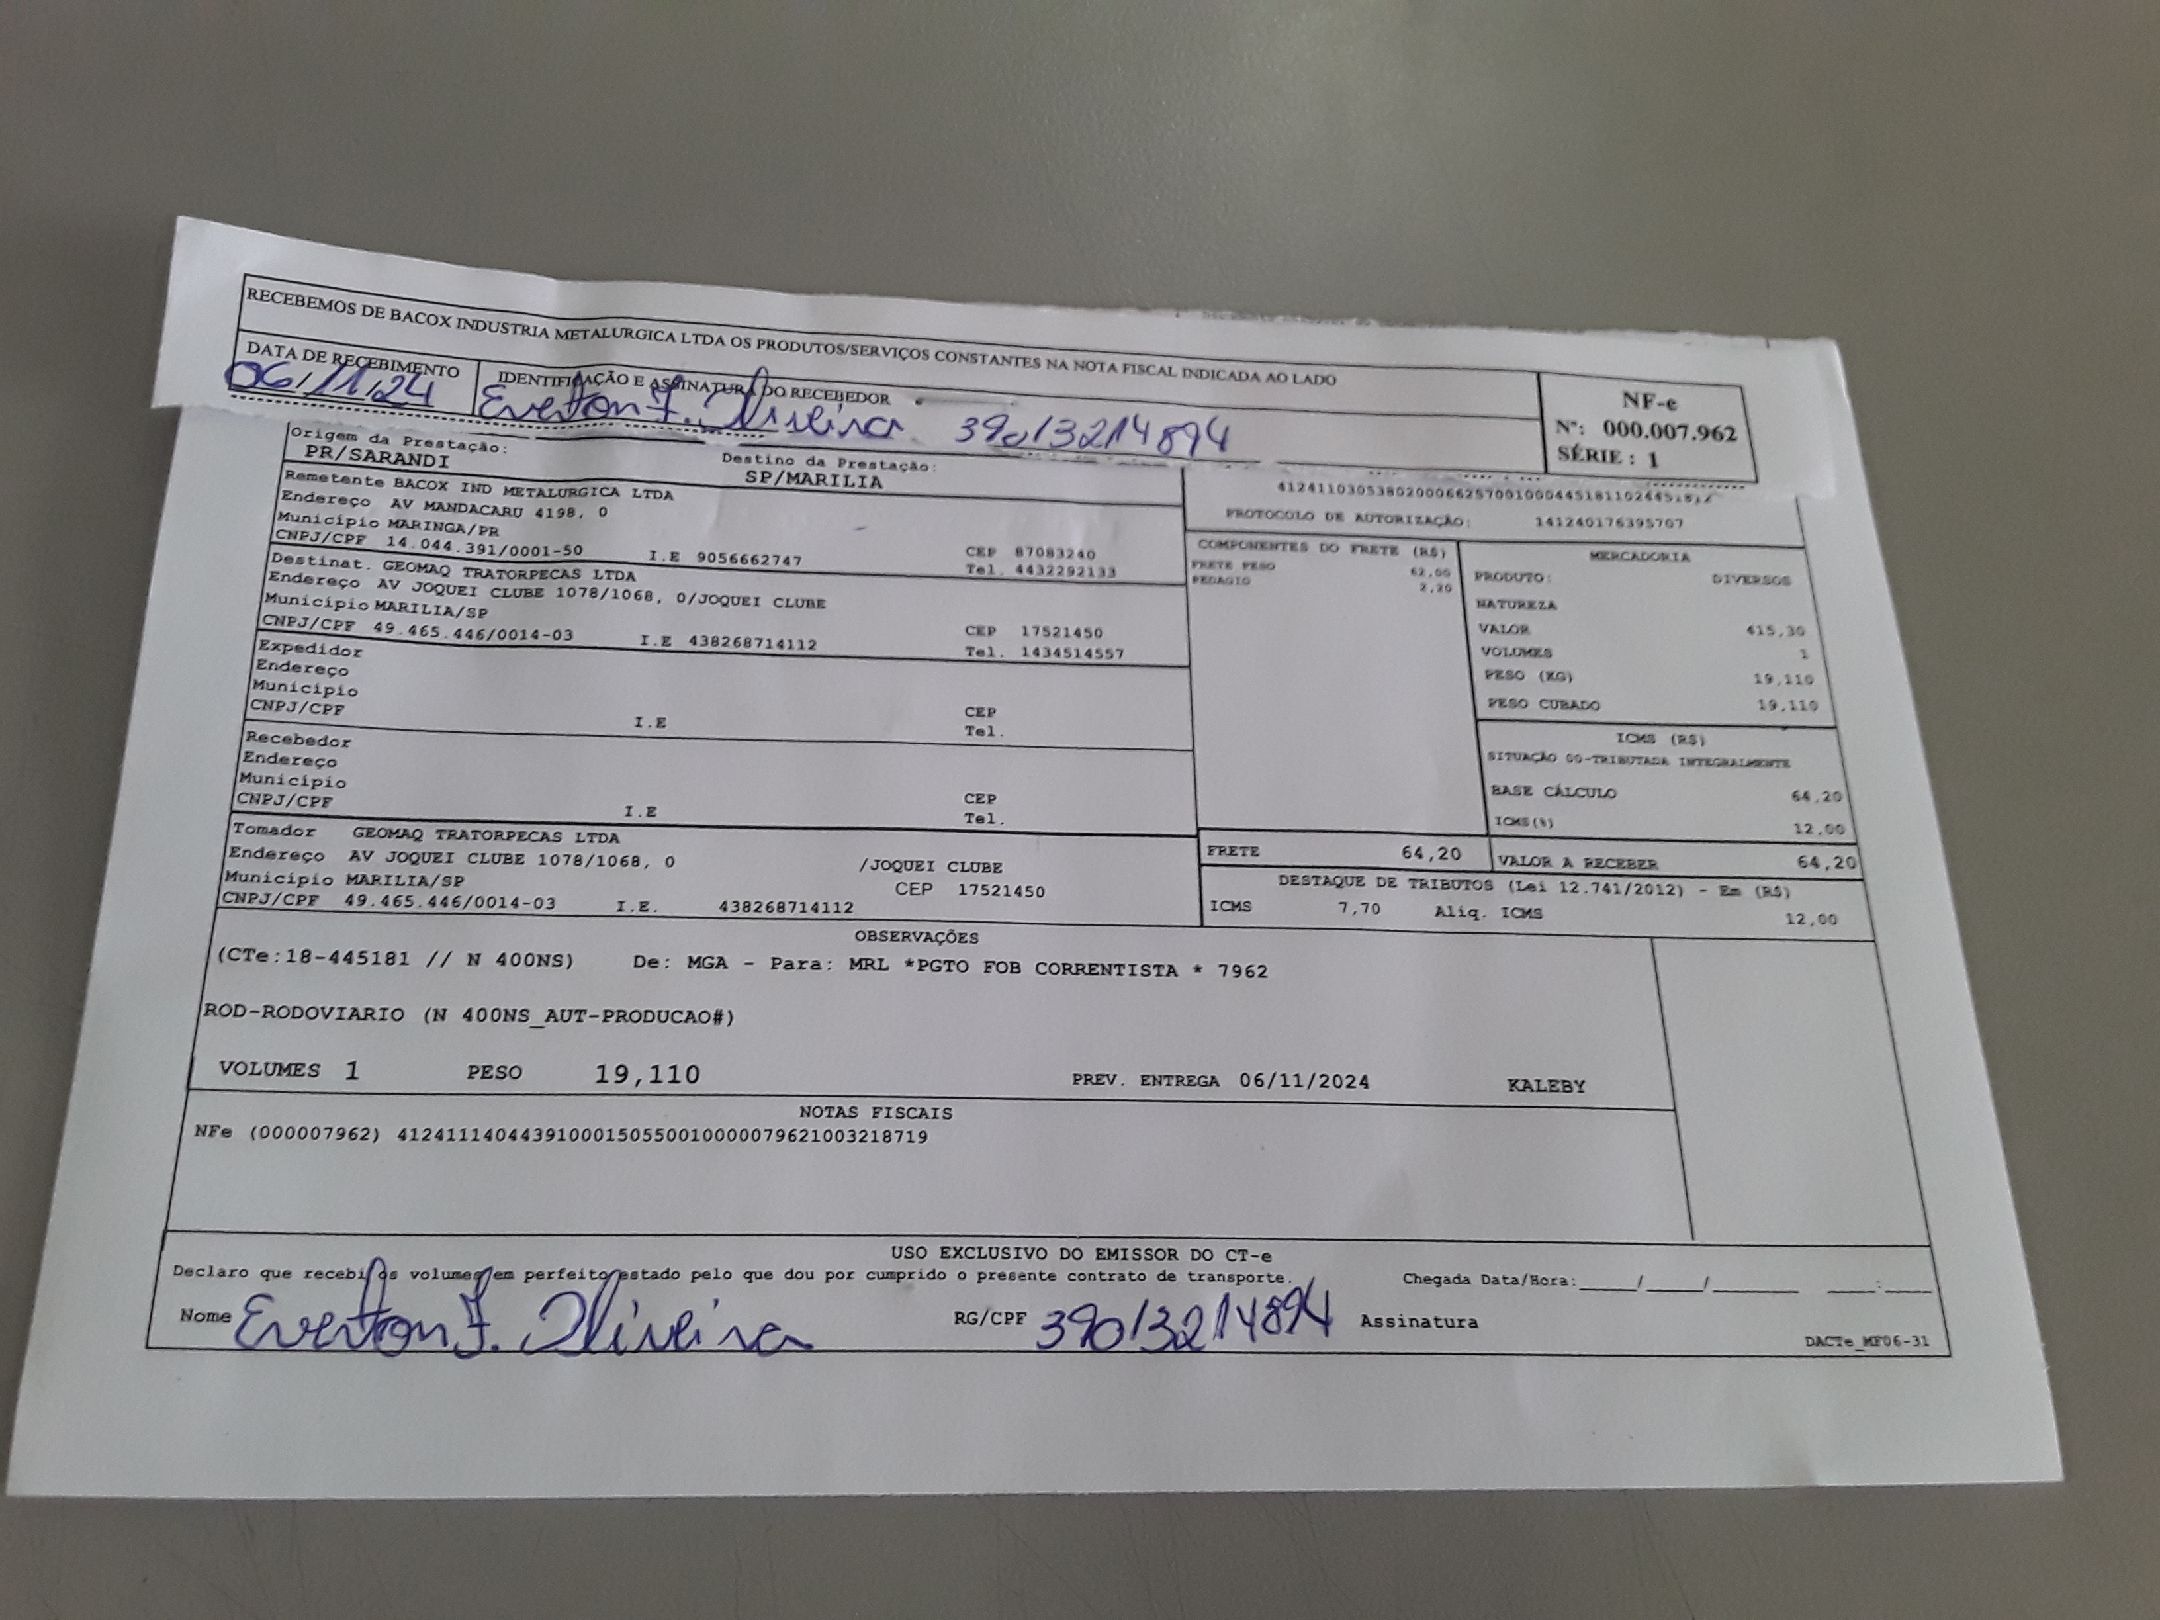 RECEBEMOS DE BACOX INDUSTRIA METALURGICA LTDA OS PRODUTOS/SERVIÇOS CONSTANTES NA NOTA FISCAL INDICADA AO LADO
DATA DE RECEBIMENTO
06/11/24
IDENTIFICAÇÃO E ASSINATURA DO RECEBEDOR
Everton F. Oliveira 39013214894
NF-e
Nº: 000.007.962
SÉRIE : 1
Origem da Prestação:
PR/SARANDI
Destino da Prestação:
SP/MARILIA
PROTOCOLO DE AUTORIZAÇÃO: 141240176395707
Remetente BACOX IND METALURGICA LTDA
Endereço AV MANDACARU 4198, 0
Município MARINGA/PR CEP 87083240
CNPJ/CPF 14.044.391/0001-50 I.E 9056662747 Tel. 4432292133
Destinat. GEOMAQ TRATORPECAS LTDA
Endereço AV JOQUEI CLUBE 1078/1068, 0/JOQUEI CLUBE
Município MARILIA/SP CEP 17521450
CNPJ/CPF 49.465.446/0014-03 I.E 438268714112 Tel. 1434514557
Expedidor
Endereço
Município CEP
CNPJ/CPF I.E Tel.
Recebedor
Endereço
Município CEP
CNPJ/CPF I.E Tel.
Tomador GEOMAQ TRATORPECAS LTDA
Endereço AV JOQUEI CLUBE 1078/1068, 0 /JOQUEI CLUBE
Município MARILIA/SP CEP 17521450
CNPJ/CPF 49.465.446/0014-03 I.E. 438268714112
COMPONENTES DO FRETE (R$)
FRETE PESO 62,00
PEDAGIO 2,20
MERCADORIA
PRODUTO: DIVERSOS
NATUREZA
VALOR 415,30
VOLUMES 1
PESO (KG) 19,110
PESO CUBADO 19,110
ICMS (R$)
SITUAÇÃO 00-TRIBUTADA INTEGRALMENTE
BASE CÁLCULO 64,20
ICMS(%) 12,00
FRETE 64,20
VALOR A RECEBER 64,20
DESTAQUE DE TRIBUTOS (Lei 12.741/2012) - Em (R$)
ICMS 7,70 Aliq. ICMS 12,00
OBSERVAÇÕES
(CTe:18-445181 // N 400NS) De: MGA - Para: MRL *PGTO FOB CORRENTISTA * 7962
ROD-RODOVIARIO (N 400NS_AUT-PRODUCAO#)
VOLUMES 1 PESO 19,110 PREV. ENTREGA 06/11/2024 KALEBY
NOTAS FISCAIS
NFe (000007962) 41241114044391000150550010000079621003218719
USO EXCLUSIVO DO EMISSOR DO CT-e
Declaro que recebi os volumes em perfeito estado pelo que dou por cumprido o presente contrato de transporte. Chegada Data/Hora:____/____/______ ___:___
Nome Everton F. Oliveira RG/CPF 39013214894 Assinatura
DACTe_MF06-31